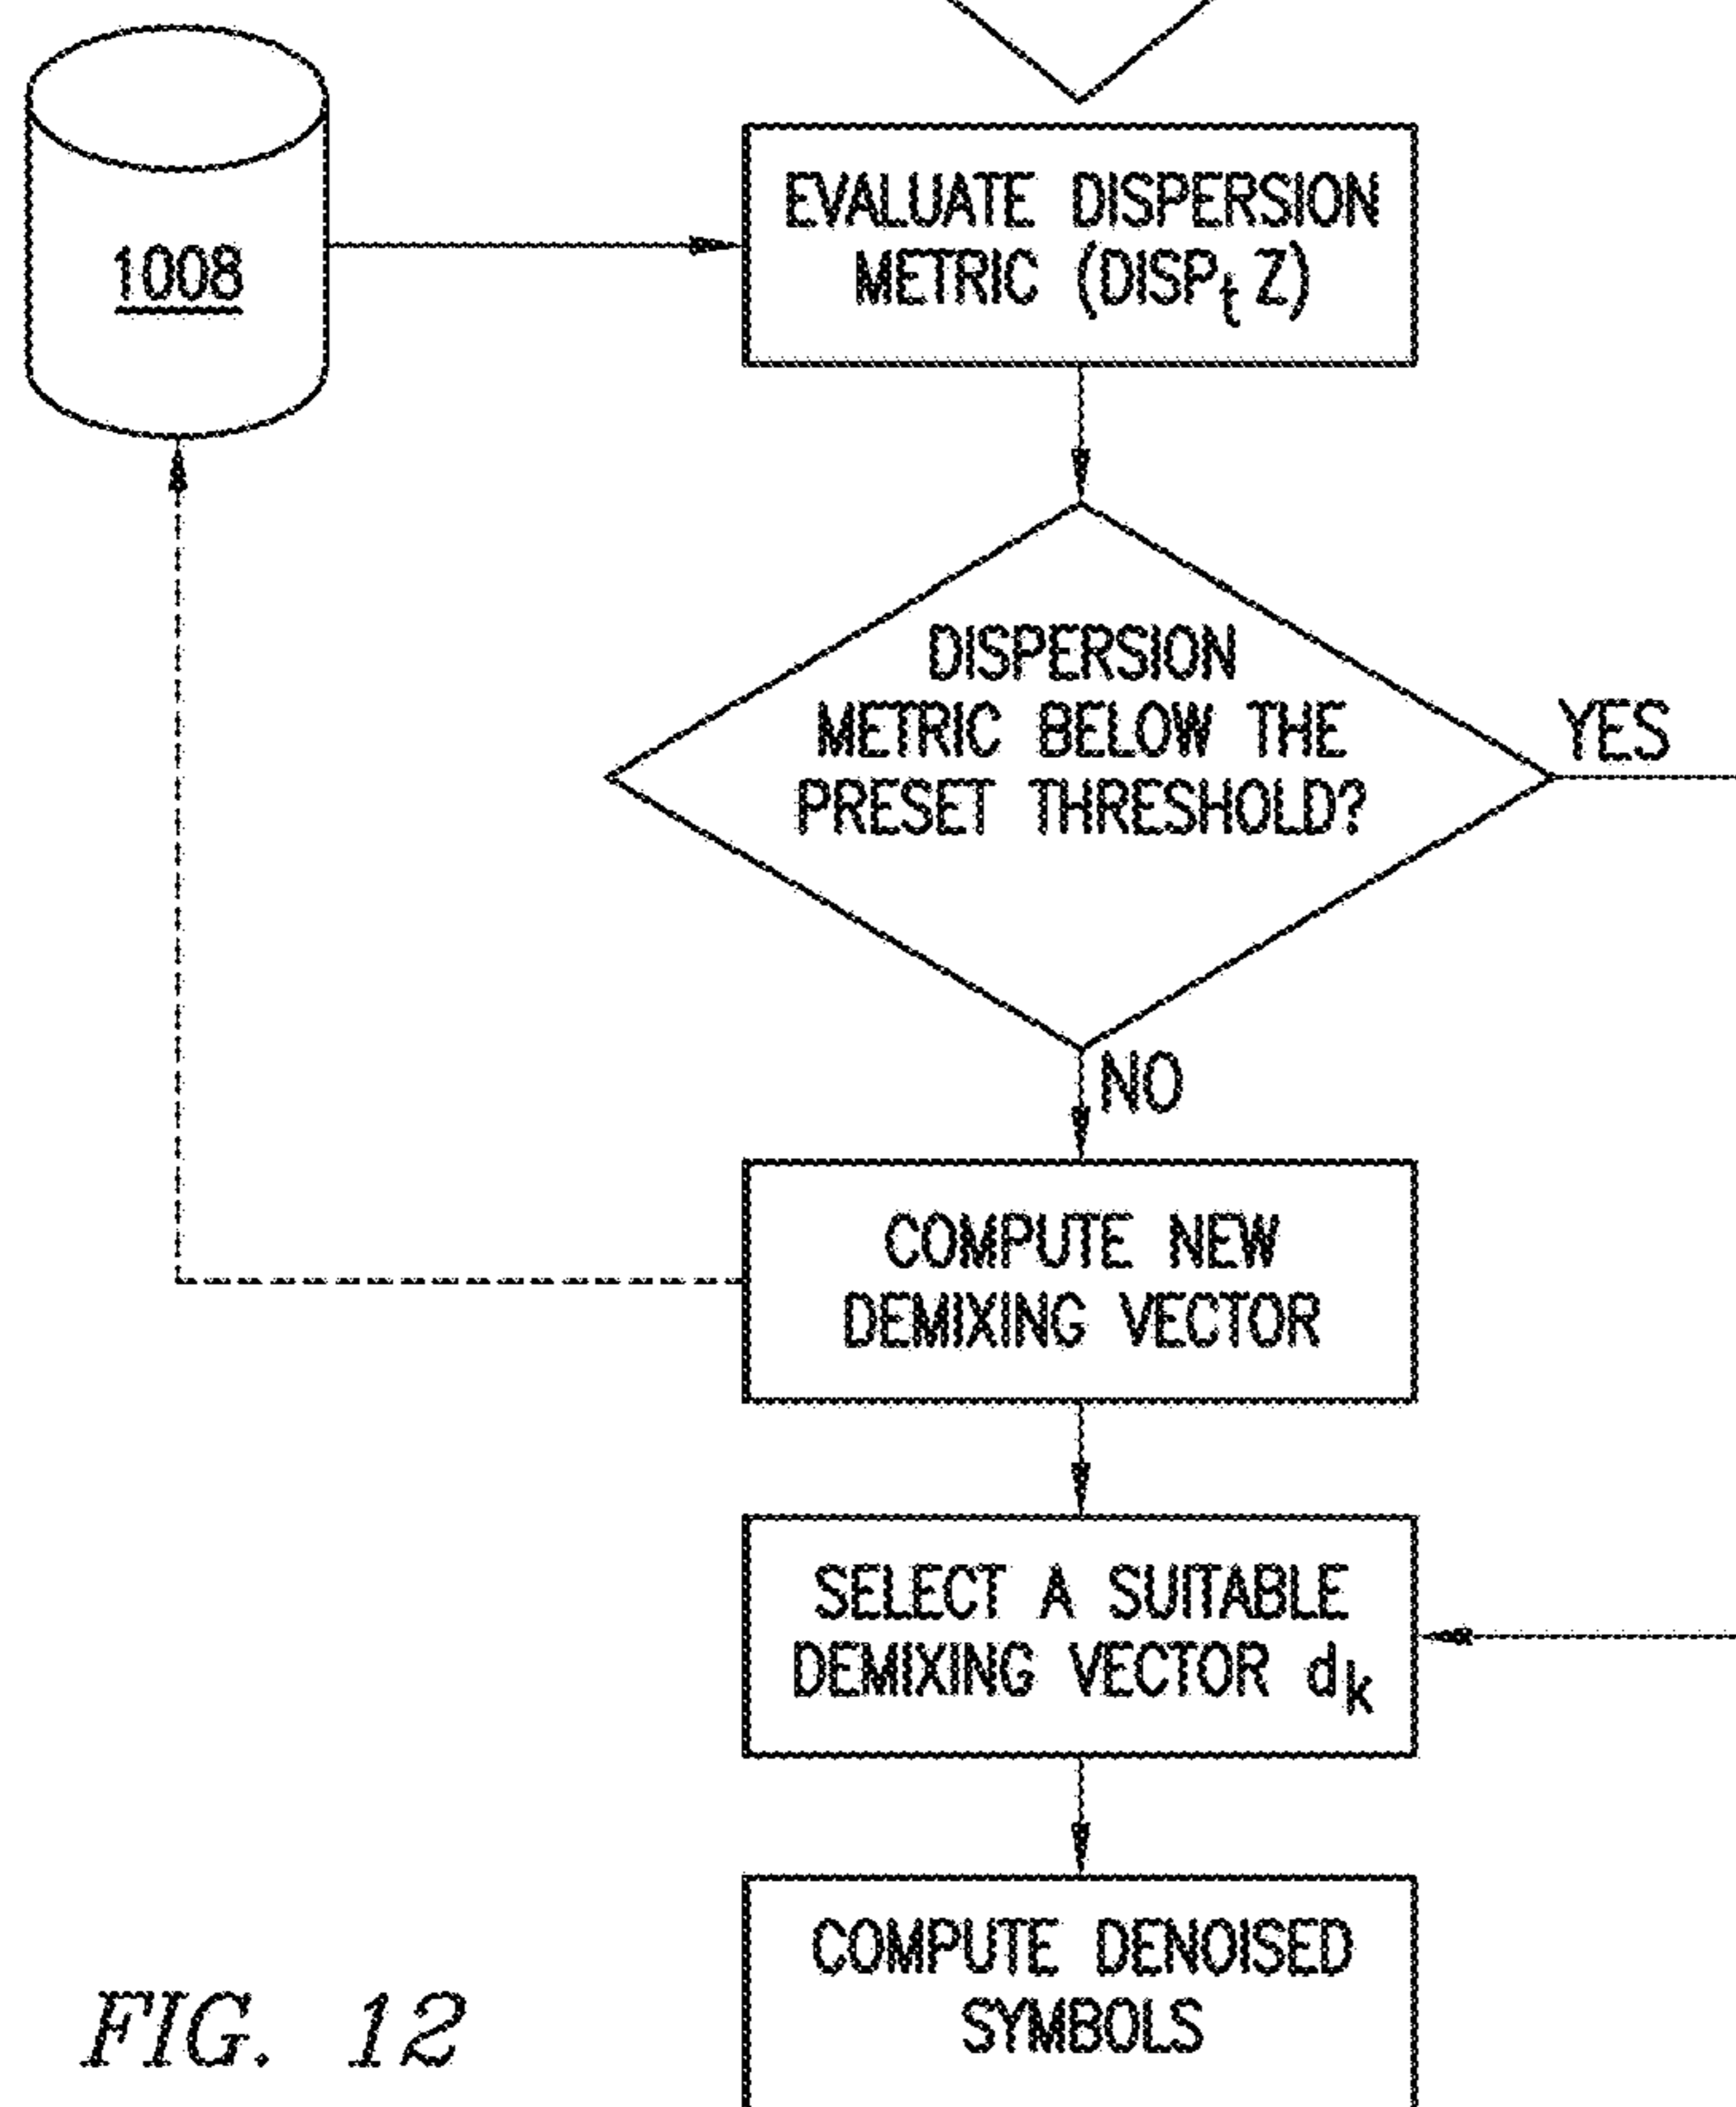 1008
EVALUATE DISPERSION
METRIC (DISPₜ Z)
DISPERSION
METRIC BELOW THE
PRESET THRESHOLD?
YES
NO
COMPUTE NEW
DEMIXING VECTOR
SELECT A SUITABLE
DEMIXING VECTOR dₖ
COMPUTE DENOISED
SYMBOLS
FIG. 12